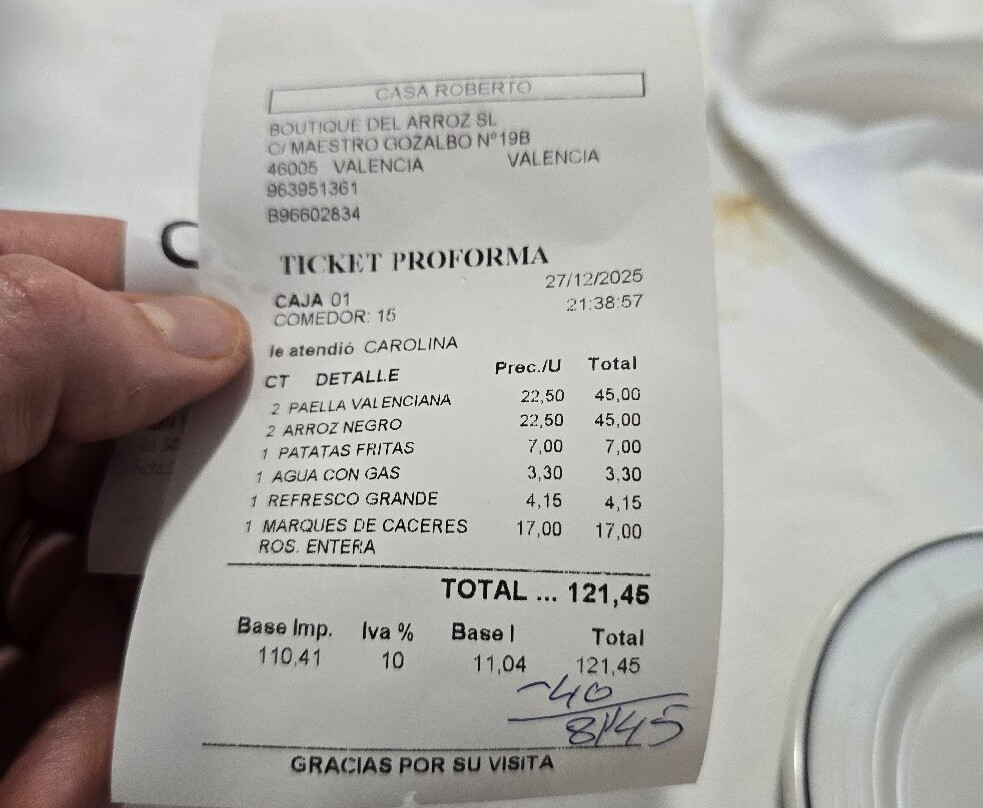 CASA ROBERTO
BOUTIQUE DEL ARROZ SL
C/ MAESTRO GOZALBO Nº19B
46005 VALENCIA VALENCIA
963951361
B96602834
TICKET PROFORMA
27/12/2025
CAJA 01 21:38:57
COMEDOR: 15
le atendió CAROLINA
CT DETALLE Prec./U Total
2 PAELLA VALENCIANA 22,50 45,00
2 ARROZ NEGRO 22,50 45,00
1 PATATAS FRITAS 7,00 7,00
1 AGUA CON GAS 3,30 3,30
1 REFRESCO GRANDE 4,15 4,15
1 MARQUES DE CACERES 17,00 17,00
ROS. ENTERA
TOTAL ... 121,45
Base Imp. Iva % Base I Total
110,41 10 11,04 121,45
-40
81'45
GRACIAS POR SU VISITA